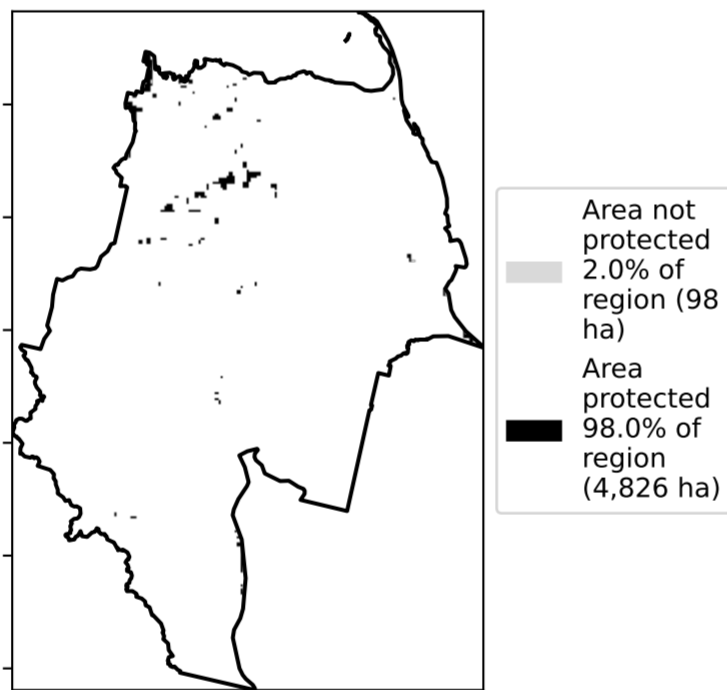 Area not
protected
2.0% of
region (98
ha)
Area
protected
98.0% of
region
(4,826 ha)